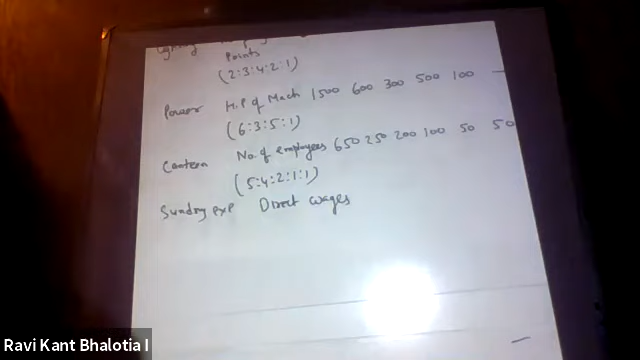 Points
(2:3:4:2:1)
Power H.P of Mach 1500 600 300 500 100 —
(6:3:5:1)
Canteen No. of employees 650 250 200 100 50 50
(5:4:2:1:1)
Sundry exp Direct wages
Ravi Kant Bhalotia I